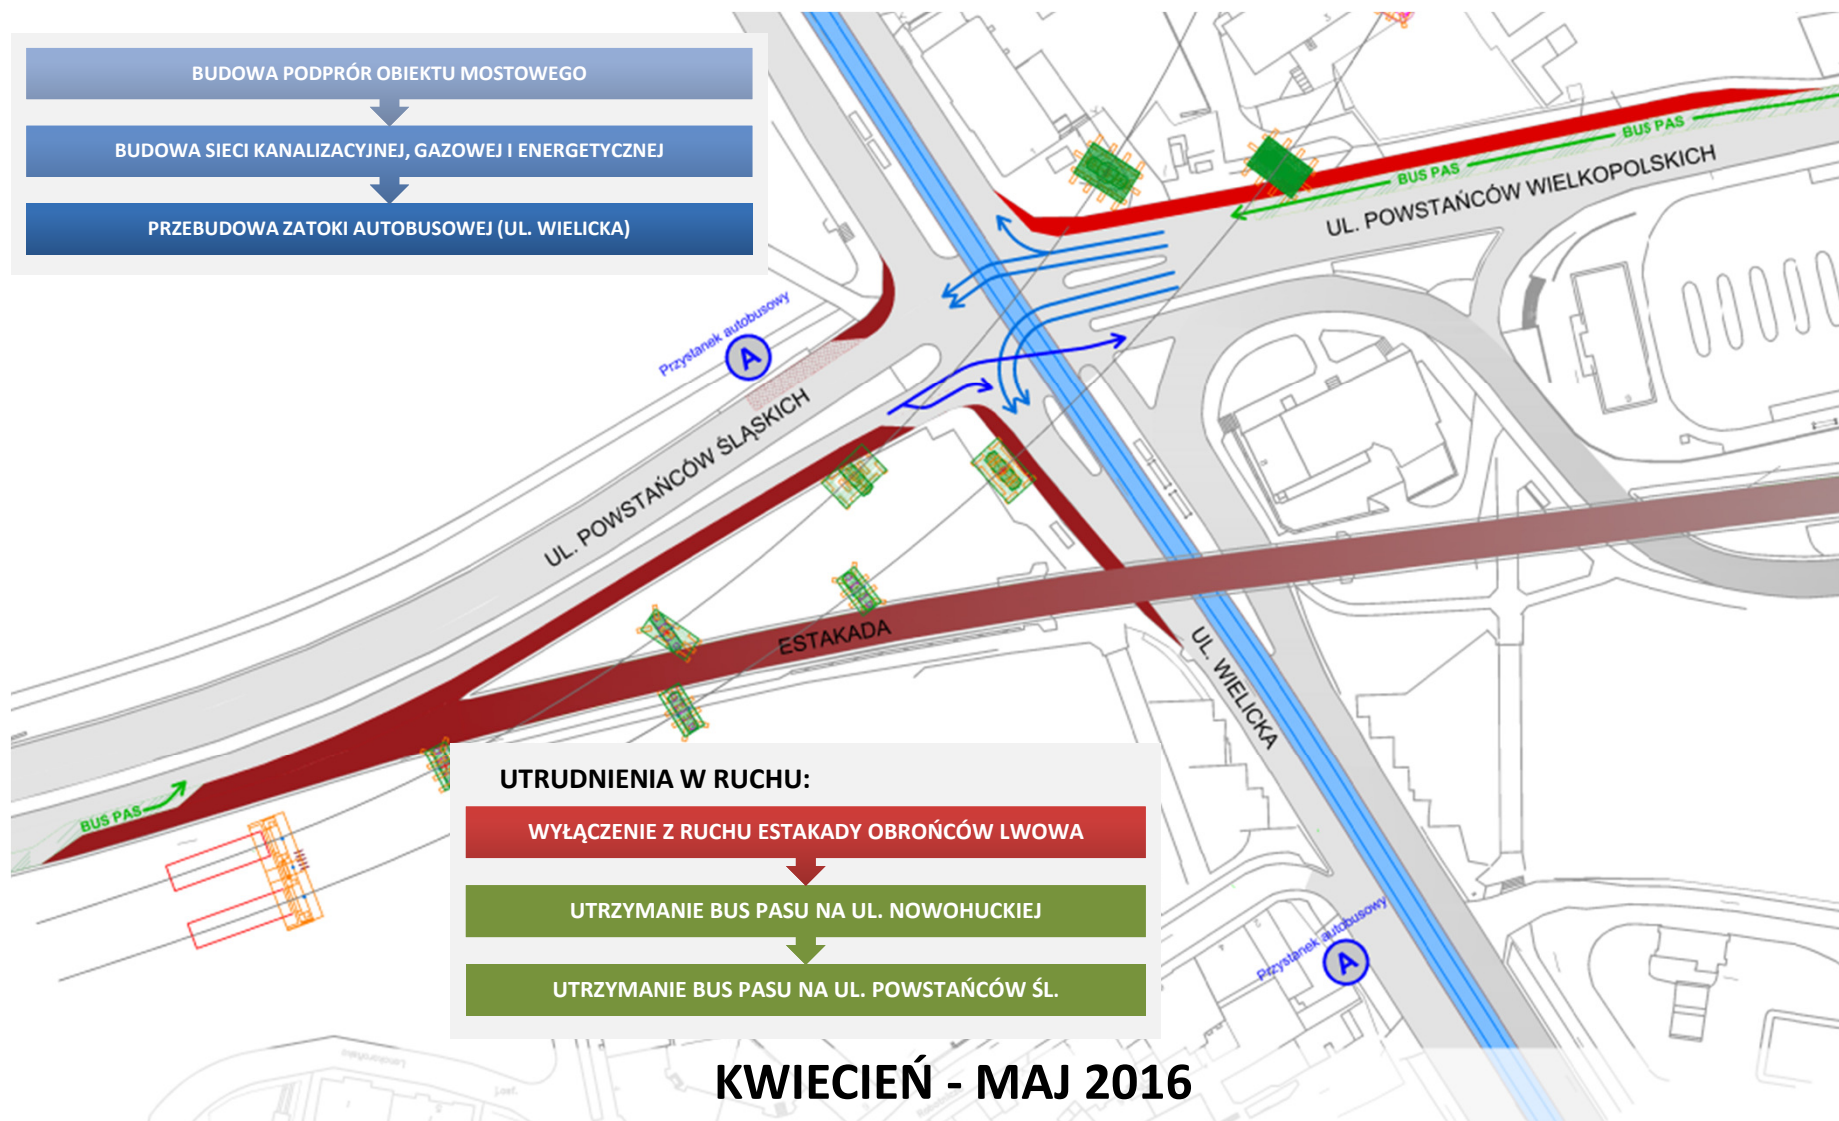 BUDOWA PODPRÓR OBIEKTU MOSTOWEGO
BUDOWA SIECI KANALIZACYJNEJ, GAZOWEJ I ENERGETYCZNEJ
PRZEBUDOWA ZATOKI AUTOBUSOWEJ (UL. WIELICKA)
BUS PAS
BUS PAS
UL. POWSTAŃCÓW WIELKOPOLSKICH
Przystanek autobusowy
A
UL. POWSTAŃCÓW ŚLĄSKICH
ESTAKADA
UL. WIELICKA
BUS PAS
UTRUDNIENIA W RUCHU:
WYŁĄCZENIE Z RUCHU ESTAKADY OBROŃCÓW LWOWA
UTRZYMANIE BUS PASU NA UL. NOWOHUCKIEJ
UTRZYMANIE BUS PASU NA UL. POWSTAŃCÓW ŚL.
Przystanek autobusowy
A
KWIECIEŃ - MAJ 2016